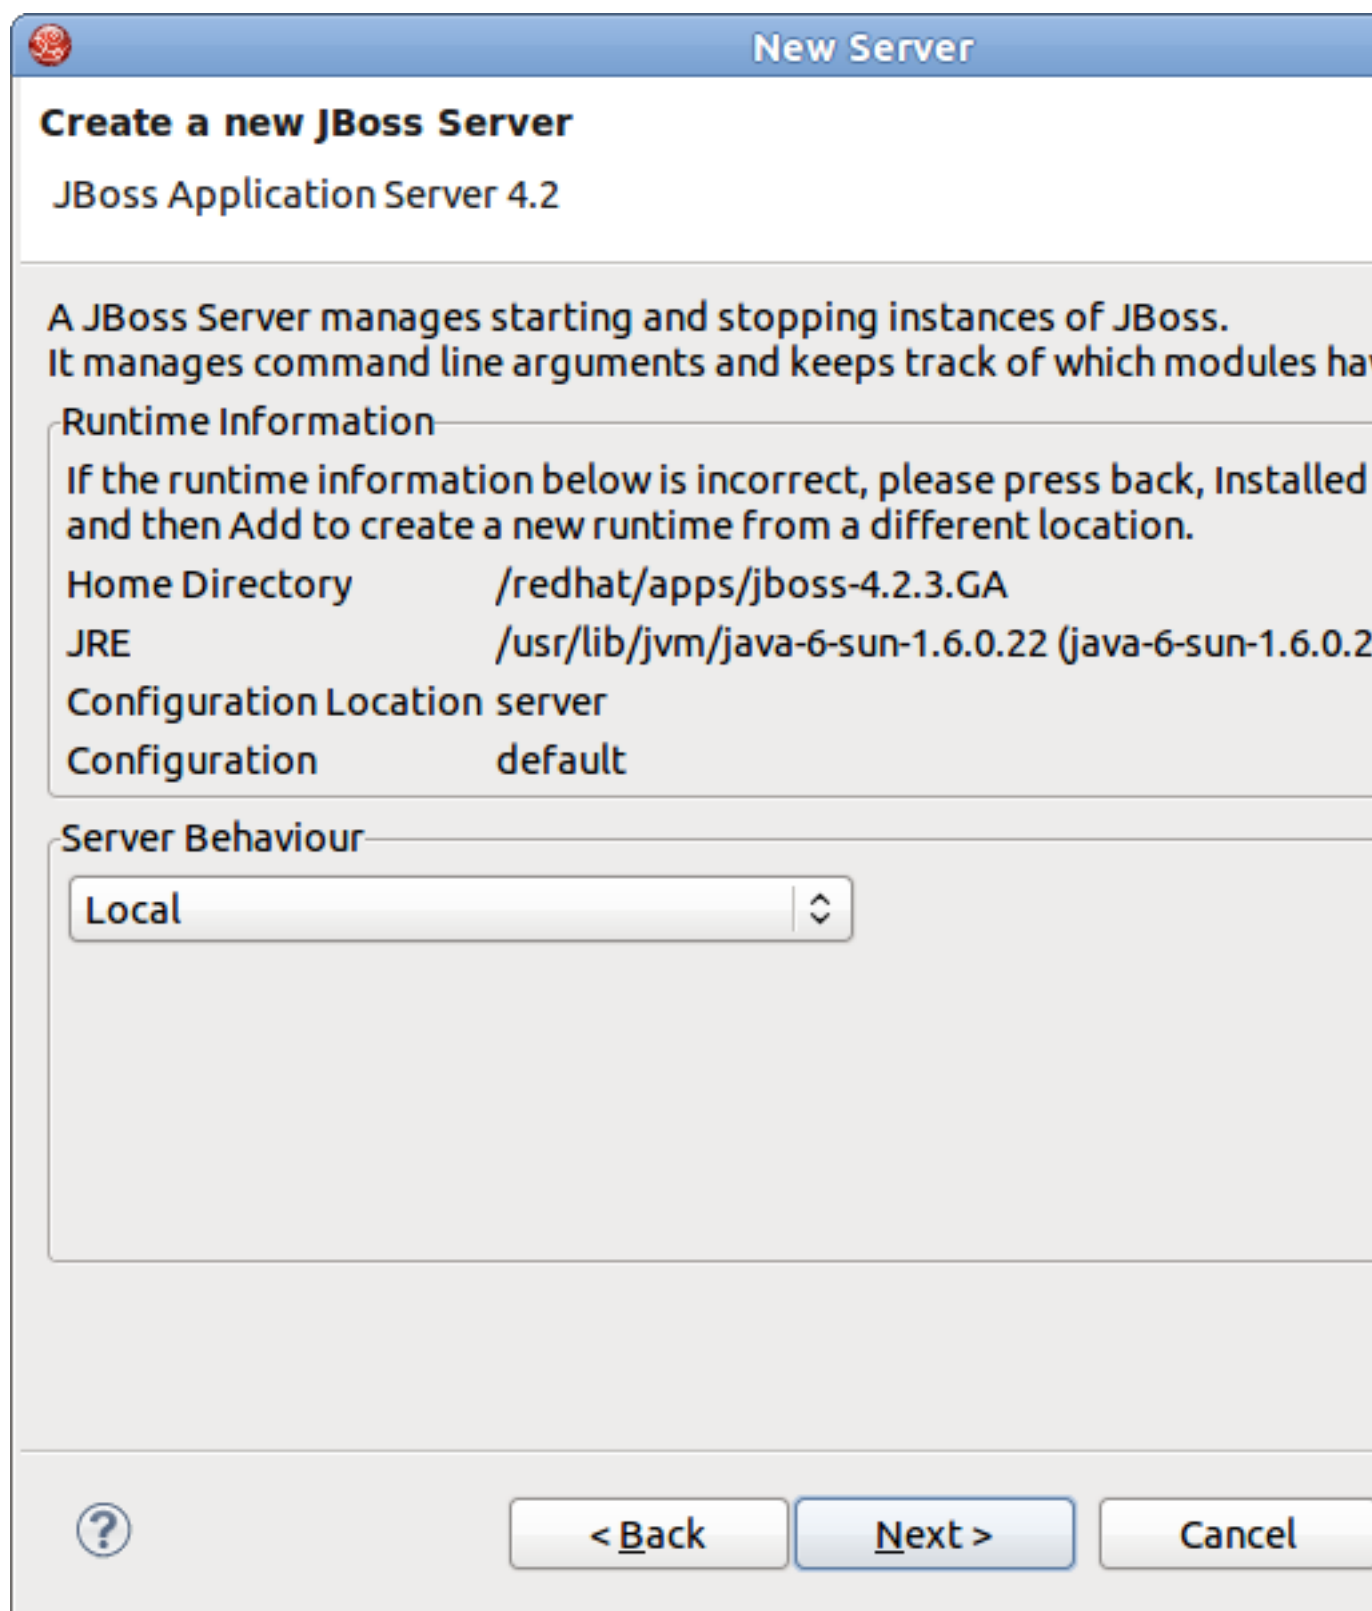 New Server
Create a new JBoss Server
JBoss Application Server 4.2
A JBoss Server manages starting and stopping instances of JBoss.
It manages command line arguments and keeps track of which modules
Runtime Information
If the runtime information below is incorrect, please press back, Installed
and then Add to create a new runtime from a different location.
Home Directory /redhat/apps/jboss-4.2.3.GA
JRE /usr/lib/jvm/java-6-sun-1.6.0.22 (java-6-sun-1.6.0.2
Configuration Location server
Configuration default
Server Behaviour
Local
< Back Next > Cancel